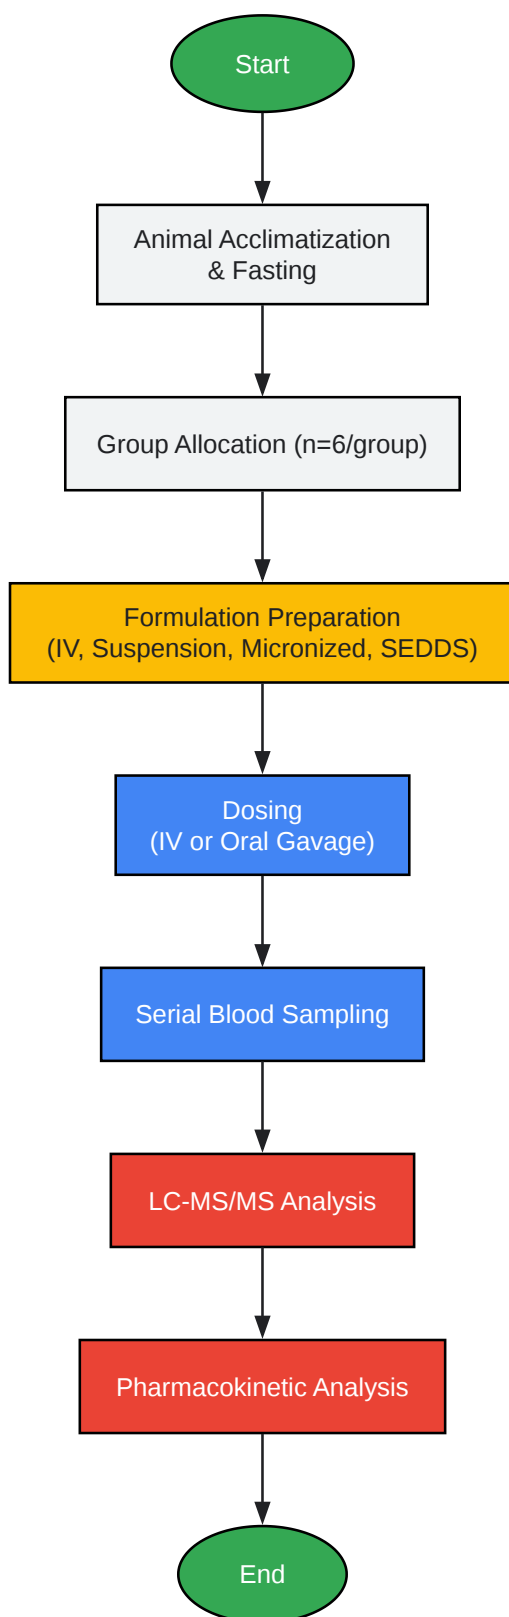 Start
Animal Acclimatization
& Fasting
Group Allocation (n=6/group)
Formulation Preparation
(IV, Suspension, Micronized, SEDDS)
Dosing
(IV or Oral Gavage)
Serial Blood Sampling
LC-MS/MS Analysis
Pharmacokinetic Analysis
End